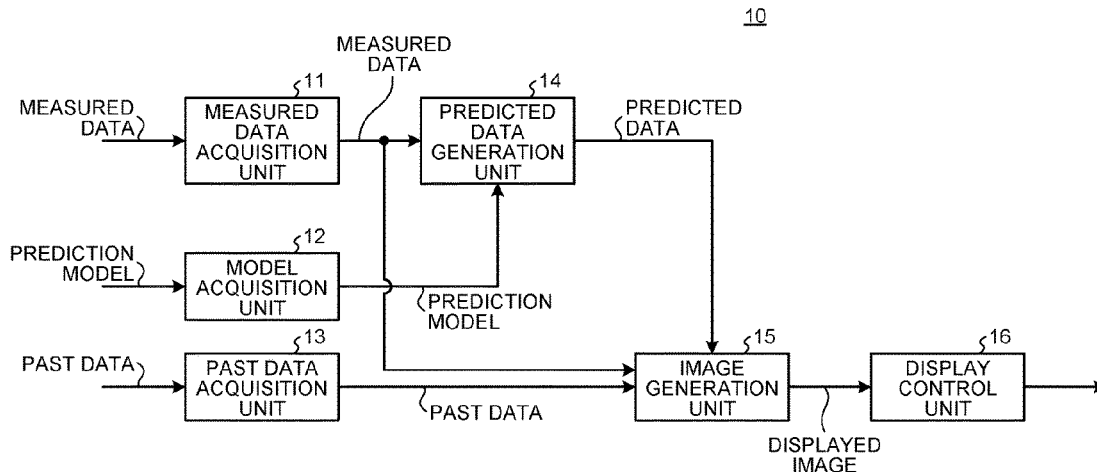 10
MEASURED
DATA
11
14
MEASURED
DATA
MEASURED
DATA
ACQUISITION
UNIT
PREDICTED
DATA
GENERATION
UNIT
PREDICTED
DATA
12
PREDICTION
MODEL
MODEL
ACQUISITION
UNIT
PREDICTION
MODEL
13
15
16
PAST DATA
PAST DATA
ACQUISITION
UNIT
PAST DATA
IMAGE
GENERATION
UNIT
DISPLAY
CONTROL
UNIT
DISPLAYED
IMAGE